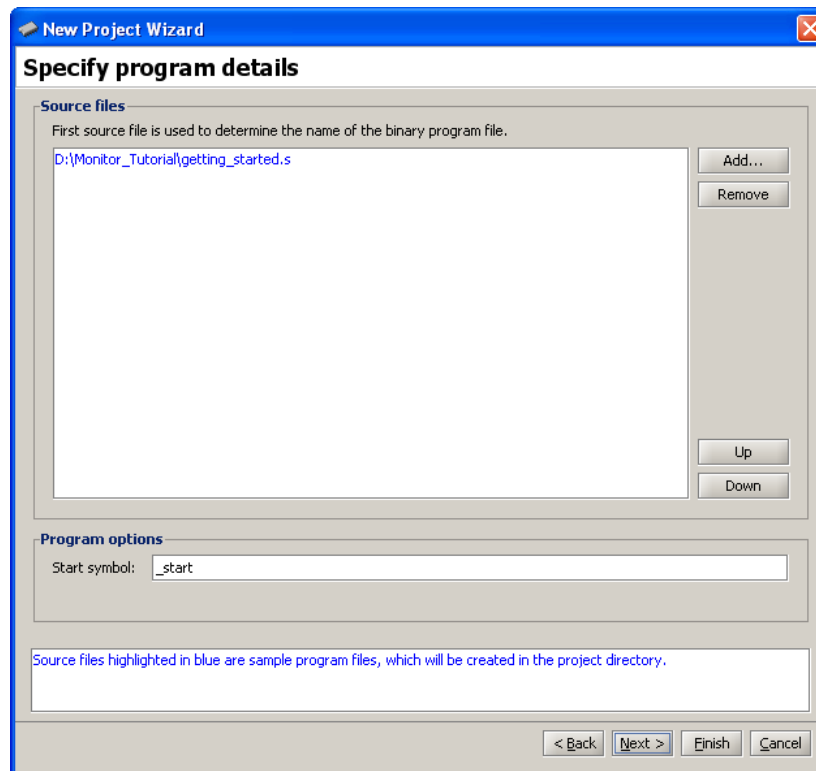 New Project Wizard
Specify program details
Source files
First source file is used to determine the name of the binary program file.
D:\Monitor_Tutorial\getting_started.s
Add...
Remove
Up
Down
Program options
Start symbol: _start
Source files highlighted in blue are sample program files, which will be created in the project directory.
< Back Next > Finish Cancel